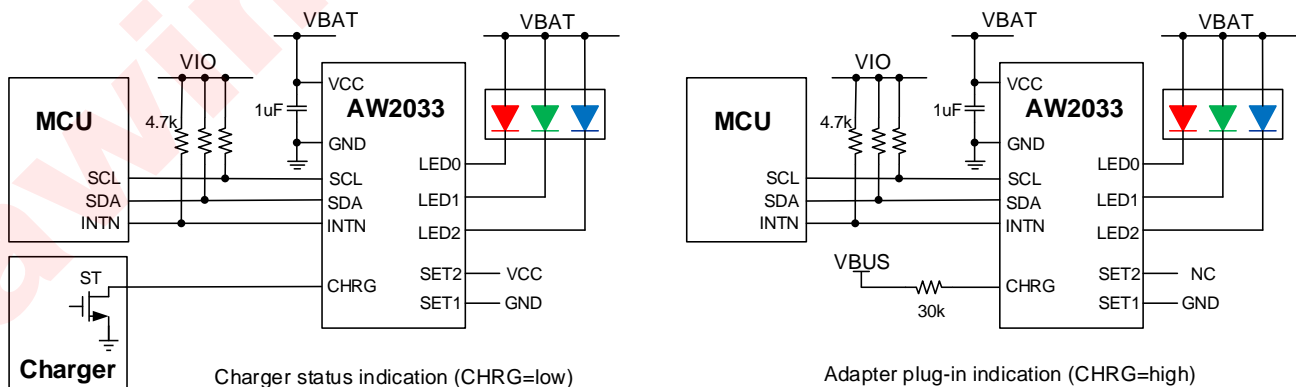 VBAT
VIO
MCU
4.7k
1uF
VCC
AW2033
GND
LED0
SCL
SCL
SDA
SDA
LED1
INTN
INTN
LED2
ST
CHRG
SET2
VCC
SET1
GND
Charger
Charger status indication (CHRG=low)
VBAT
VBAT
VIO
MCU
4.7k
1uF
VCC
AW2033
GND
LED0
SCL
SCL
SDA
SDA
LED1
INTN
INTN
LED2
VBUS
30k
CHRG
SET2
NC
SET1
GND
VBAT
Adapter plug-in indication (CHRG=high)
awin